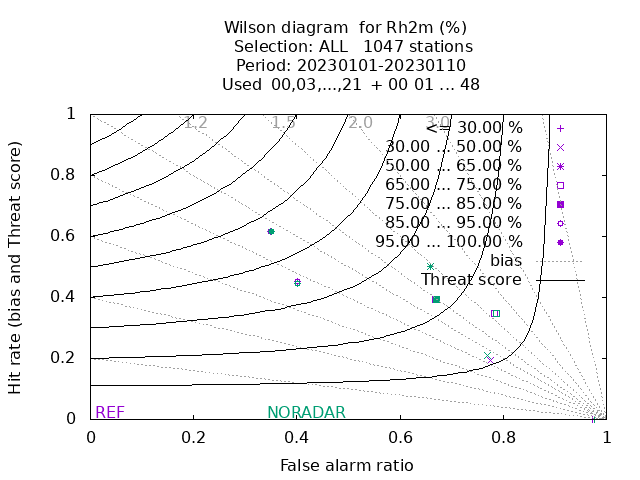 Wilson diagram  for Rh2m (%)
Selection: ALL   1047 stations
Period: 20230101-20230110
Used  00,03,...,21  + 00 01 ... 48
Hit rate (bias and Threat score)
1
0.8
0.6
0.4
0.2
0
1.2
1.5
2.0
3.0
<= 30.00 %
30.00 ... 50.00 %
50.00 ... 65.00 %
65.00 ... 75.00 %
75.00 ... 85.00 %
85.00 ... 95.00 %
95.00 ... 100.00 %
bias
Threat score
REF
NORADAR
0
0.2
0.4
0.6
0.8
1
False alarm ratio